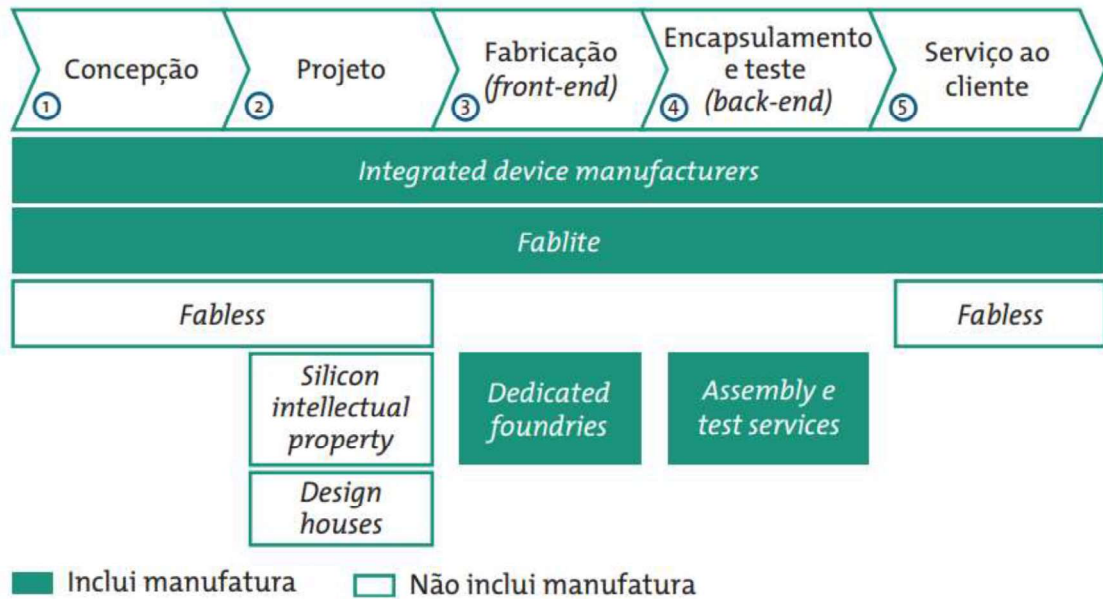 Concepção
1
Projeto
2
Fabricação
(front-end)
3
Encapsulamento
e teste
(back-end)
4
Serviço ao
cliente
5
Integrated device manufacturers
Fablite
Fabless
Fabless
Silicon
intellectual
property
Dedicated
foundries
Assembly e
test services
Design
houses
Inclui manufatura
Não inclui manufatura